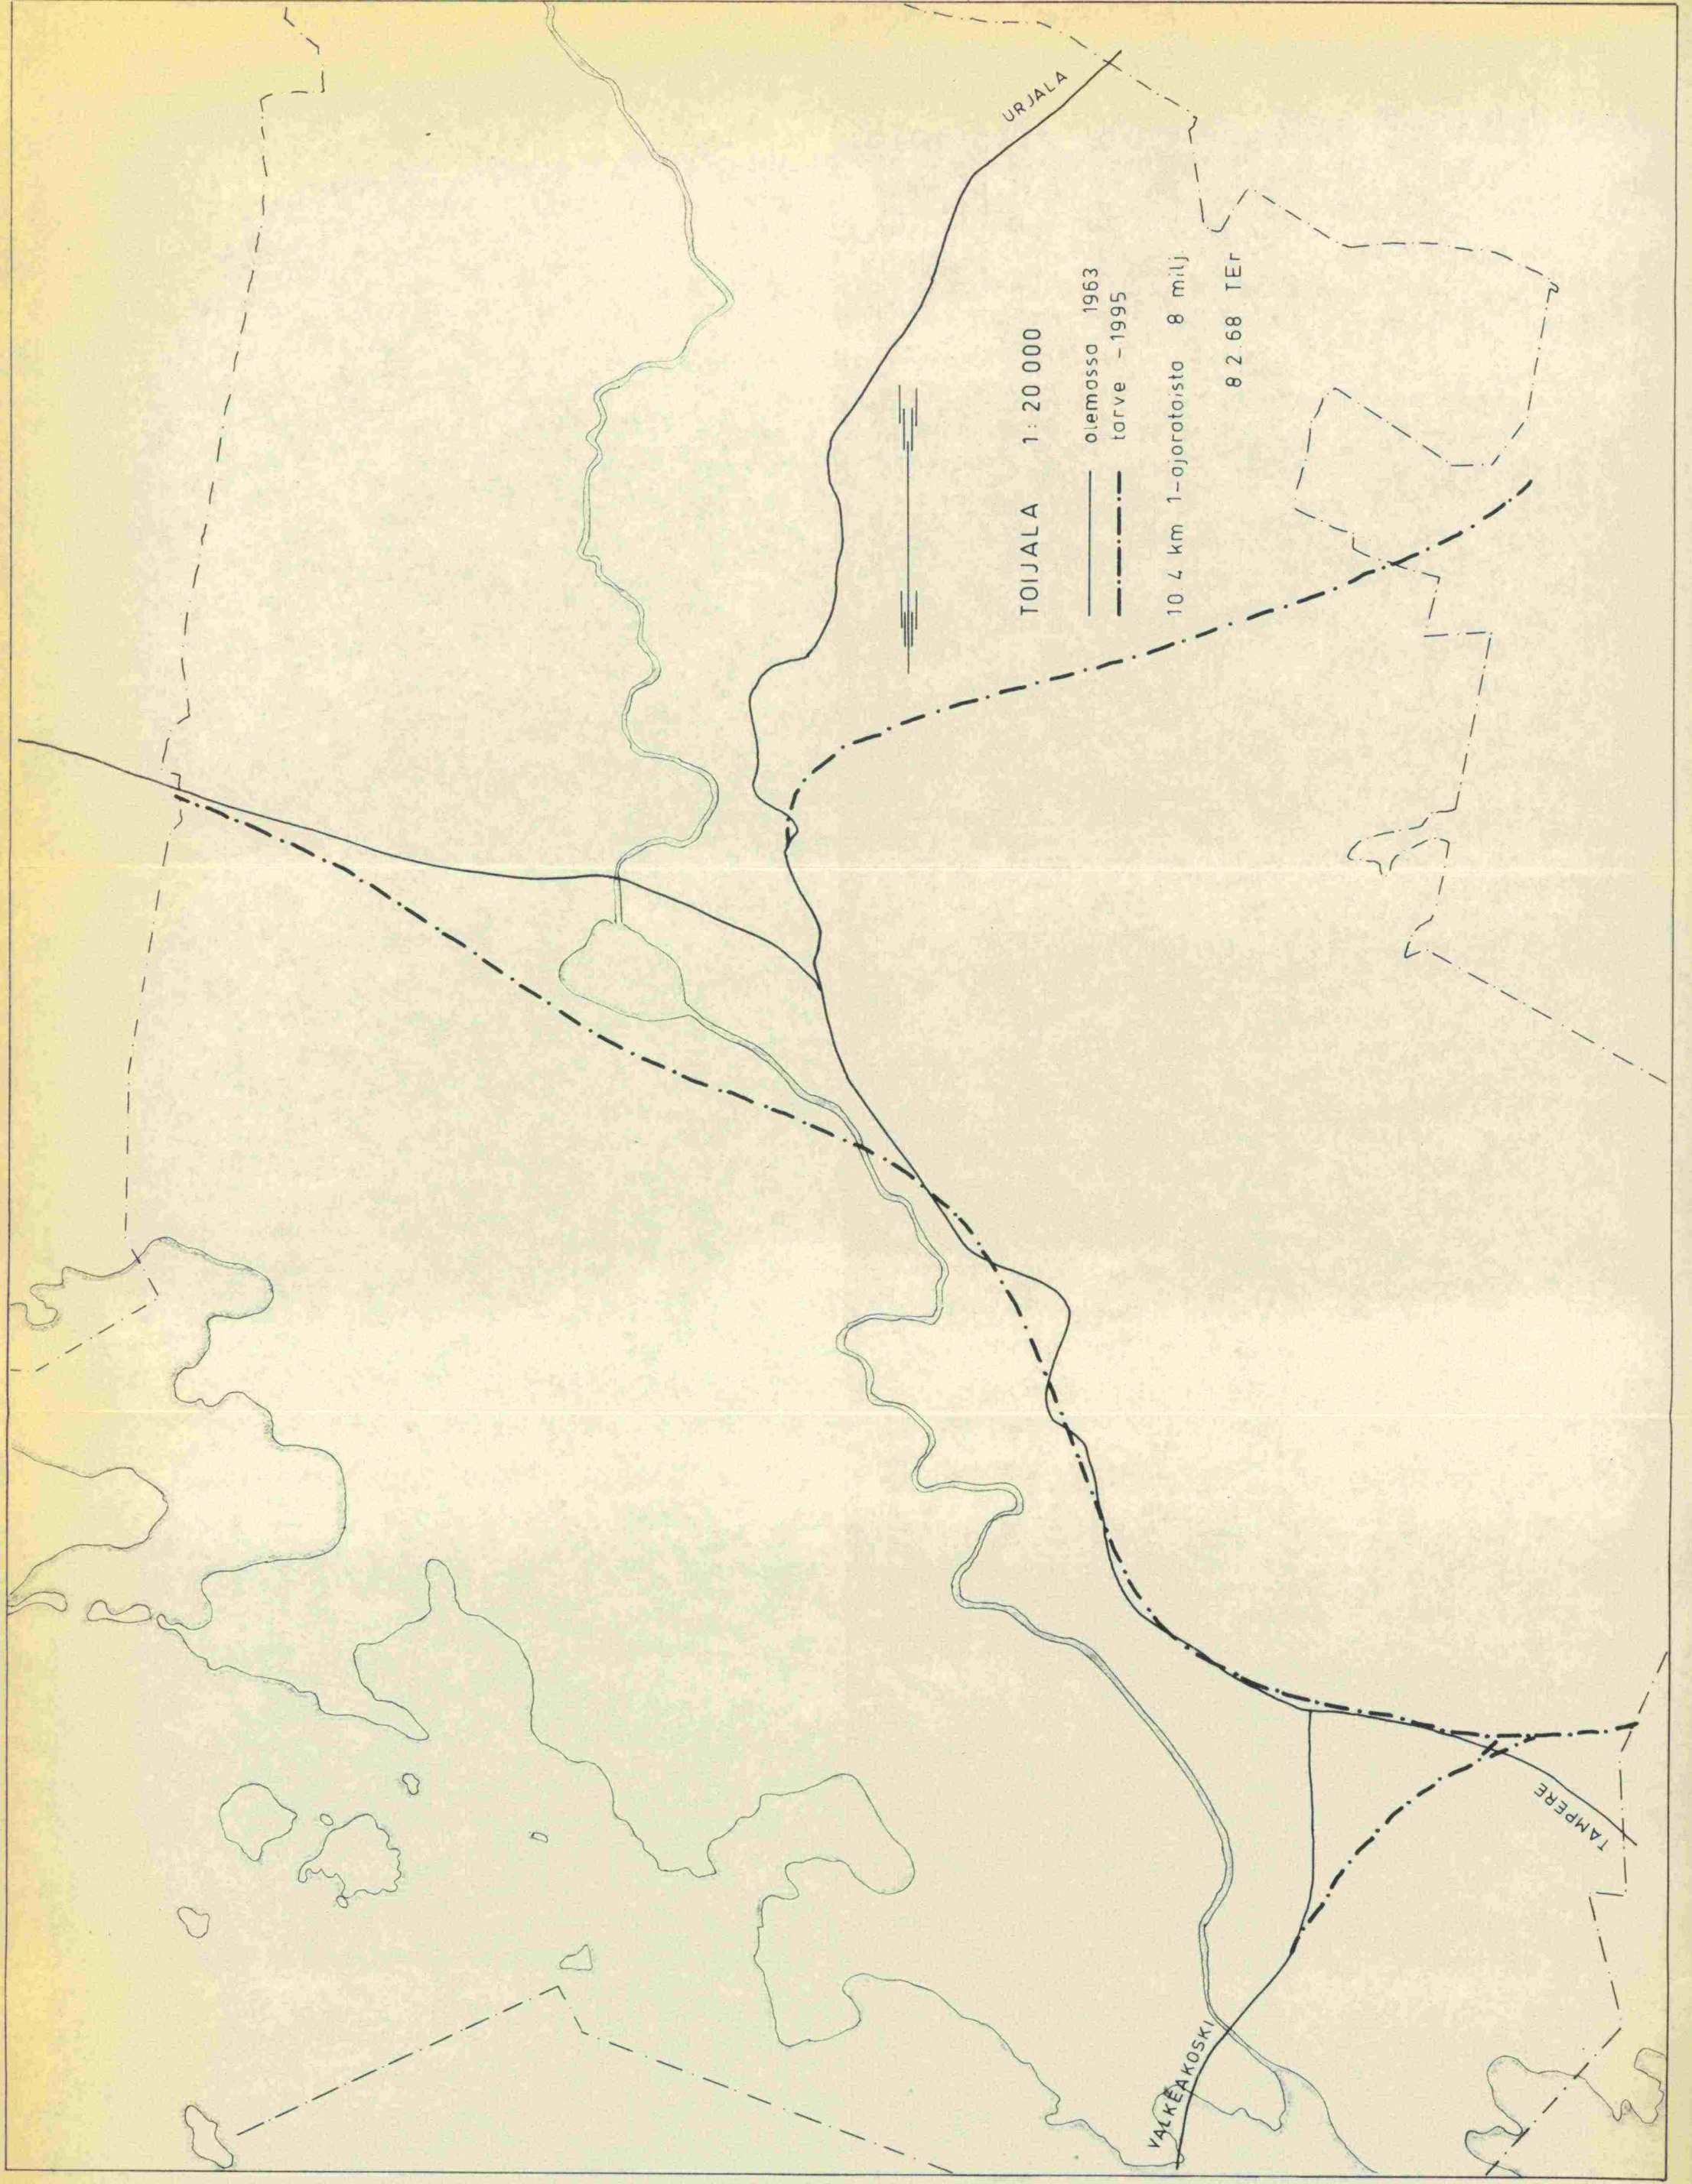 URJALA
TOIJALA 1:20 000
olemassa 1963
tarve -1995
10.4 km 1-ajorataista 8 milj.
8.2.68 TEr
TAMPERE
VALKEAKOSKI